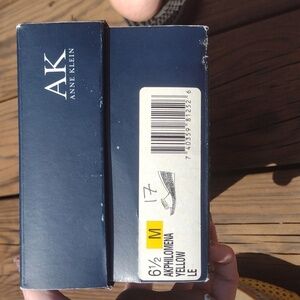 AK
ANNE KLEIN
7 40359 81252 6
17
6½ M
AKPHILOMENA
YELLOW
LE